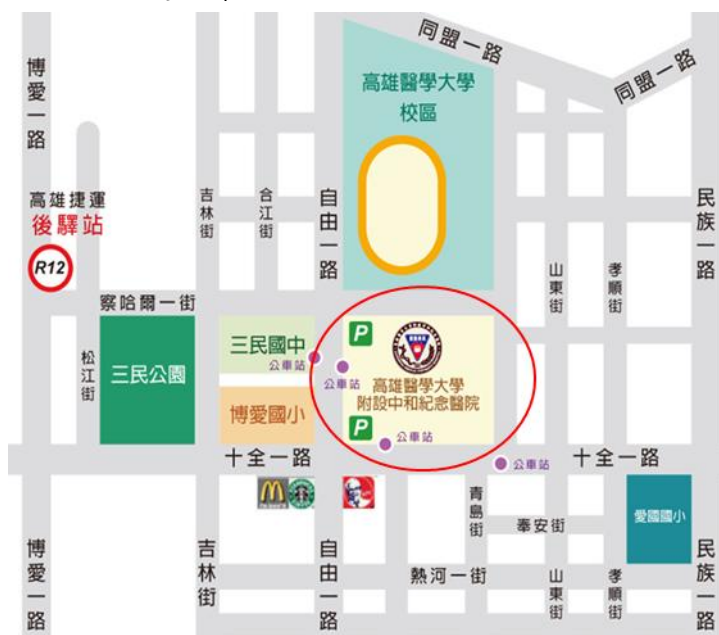 同盟一路
同盟一路
博愛一路
高雄醫學大學
校區
高雄捷運
後驛站
R12
吉林街
合江街
自由一路
民族一路
山東街
孝順街
察哈爾一街
松江街
三民公園
三民國中
公車站
博愛國小
P
公車站
高雄醫學大學
附設中和紀念醫院
P
公車站
十全一路
公車站
十全一路
青島街
奉安街
愛國國小
博愛一路
吉林街
自由一路
熱河一街
山東街
孝順街
民族一路